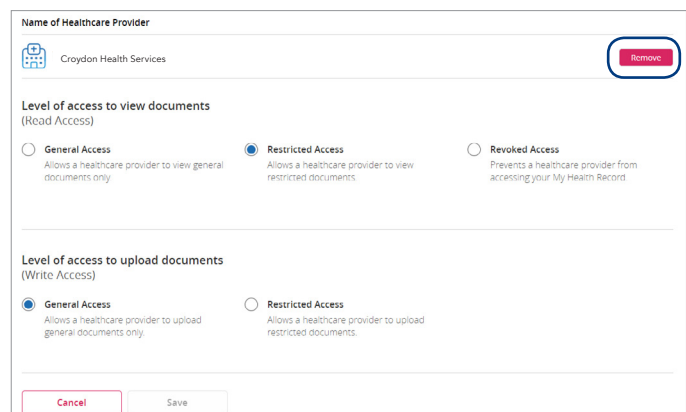 Name of Healthcare Provider
Croydon Health Services
Remove
Level of access to view documents
(Read Access)
General Access
Allows a healthcare provider to view general
documents only
Restricted Access
Allows a healthcare provider to view
restricted documents.
Revoked Access
Prevents a healthcare provider from
accessing your My Health Record
Level of access to upload documents
(Write Access)
General Access
Allows a healthcare provider to upload
general documents only.
Restricted Access
Allows a healthcare provider to upload
restricted documents.
Cancel
Save